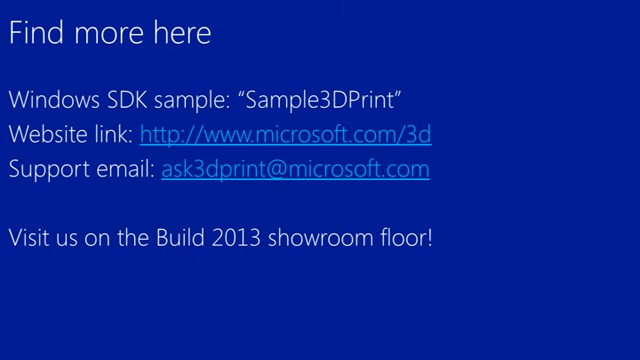 Find more here
Windows SDK sample: “Sample3DPrint”
Website link: http://www.microsoft.com/3d
Support email: ask3dprint@microsoft.com
Visit us on the Build 2013 showroom floor!